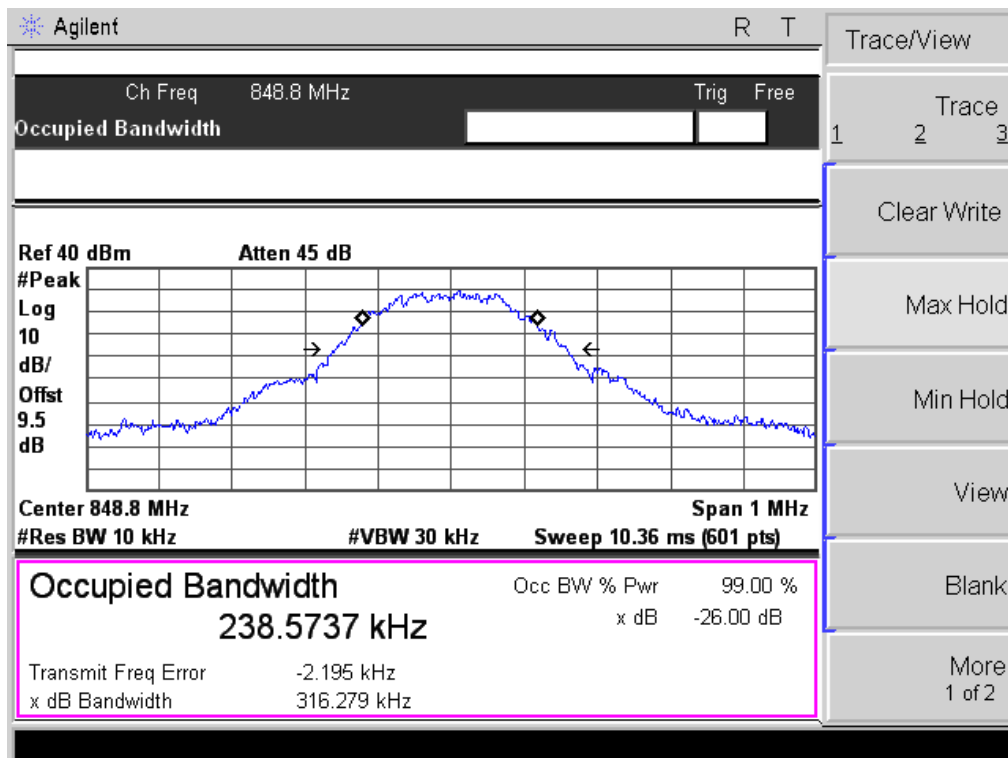 Agilent R T
Trace/View
Ch Freq 848.8 MHz Trig Free
Occupied Bandwidth
Trace
1 2 3
Clear Write
Max Hold
Min Hold
View
Blank
More
1 of 2
Ref 40 dBm Atten 45 dB
#Peak
Log
10
dB/
Offst
9.5
dB
Center 848.8 MHz Span 1 MHz
#Res BW 10 kHz #VBW 30 kHz Sweep 10.36 ms (601 pts)
Occupied Bandwidth
238.5737 kHz
Occ BW % Pwr 99.00 %
x dB -26.00 dB
Transmit Freq Error -2.195 kHz
x dB Bandwidth 316.279 kHz